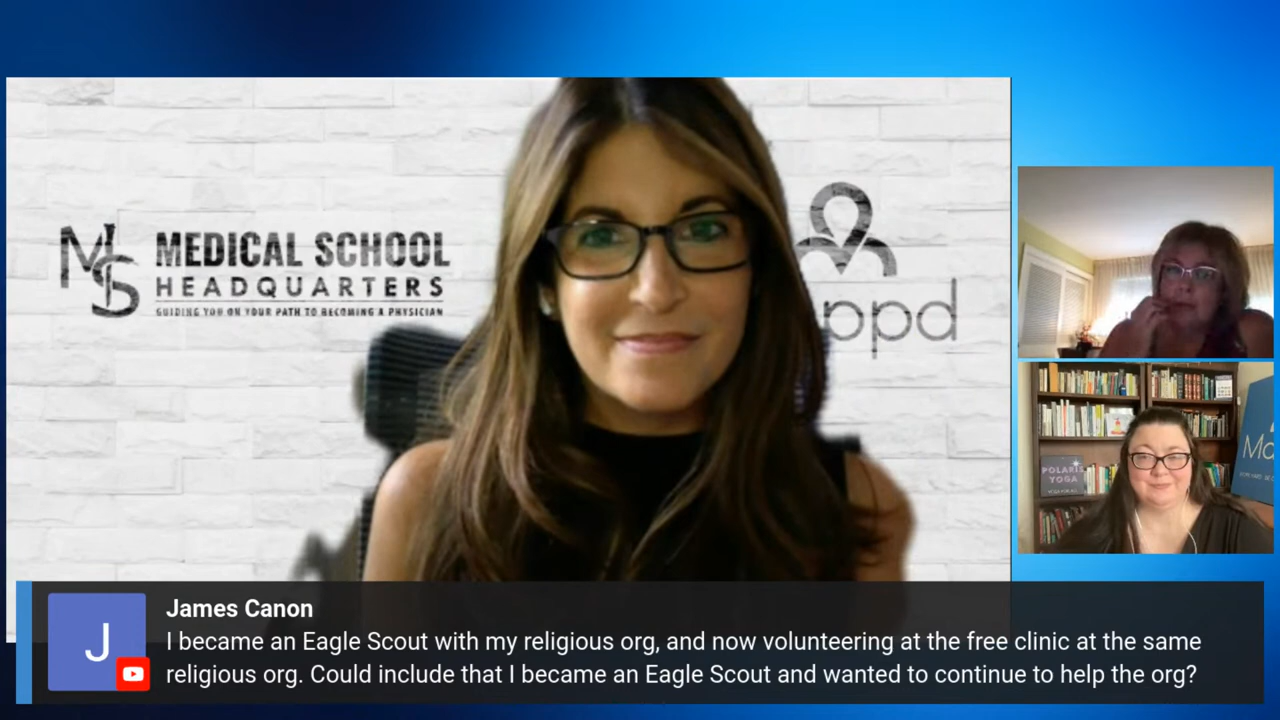 MEDICAL SCHOOL
HEADQUARTERS
GUIDING YOU ON YOUR PATH TO BECOMING A PHYSICIAN
ppd
POLARIS
YOGA
James Canon
J
I became an Eagle Scout with my religious org, and now volunteering at the free clinic at the same
religious org. Could include that I became an Eagle Scout and wanted to continue to help the org?